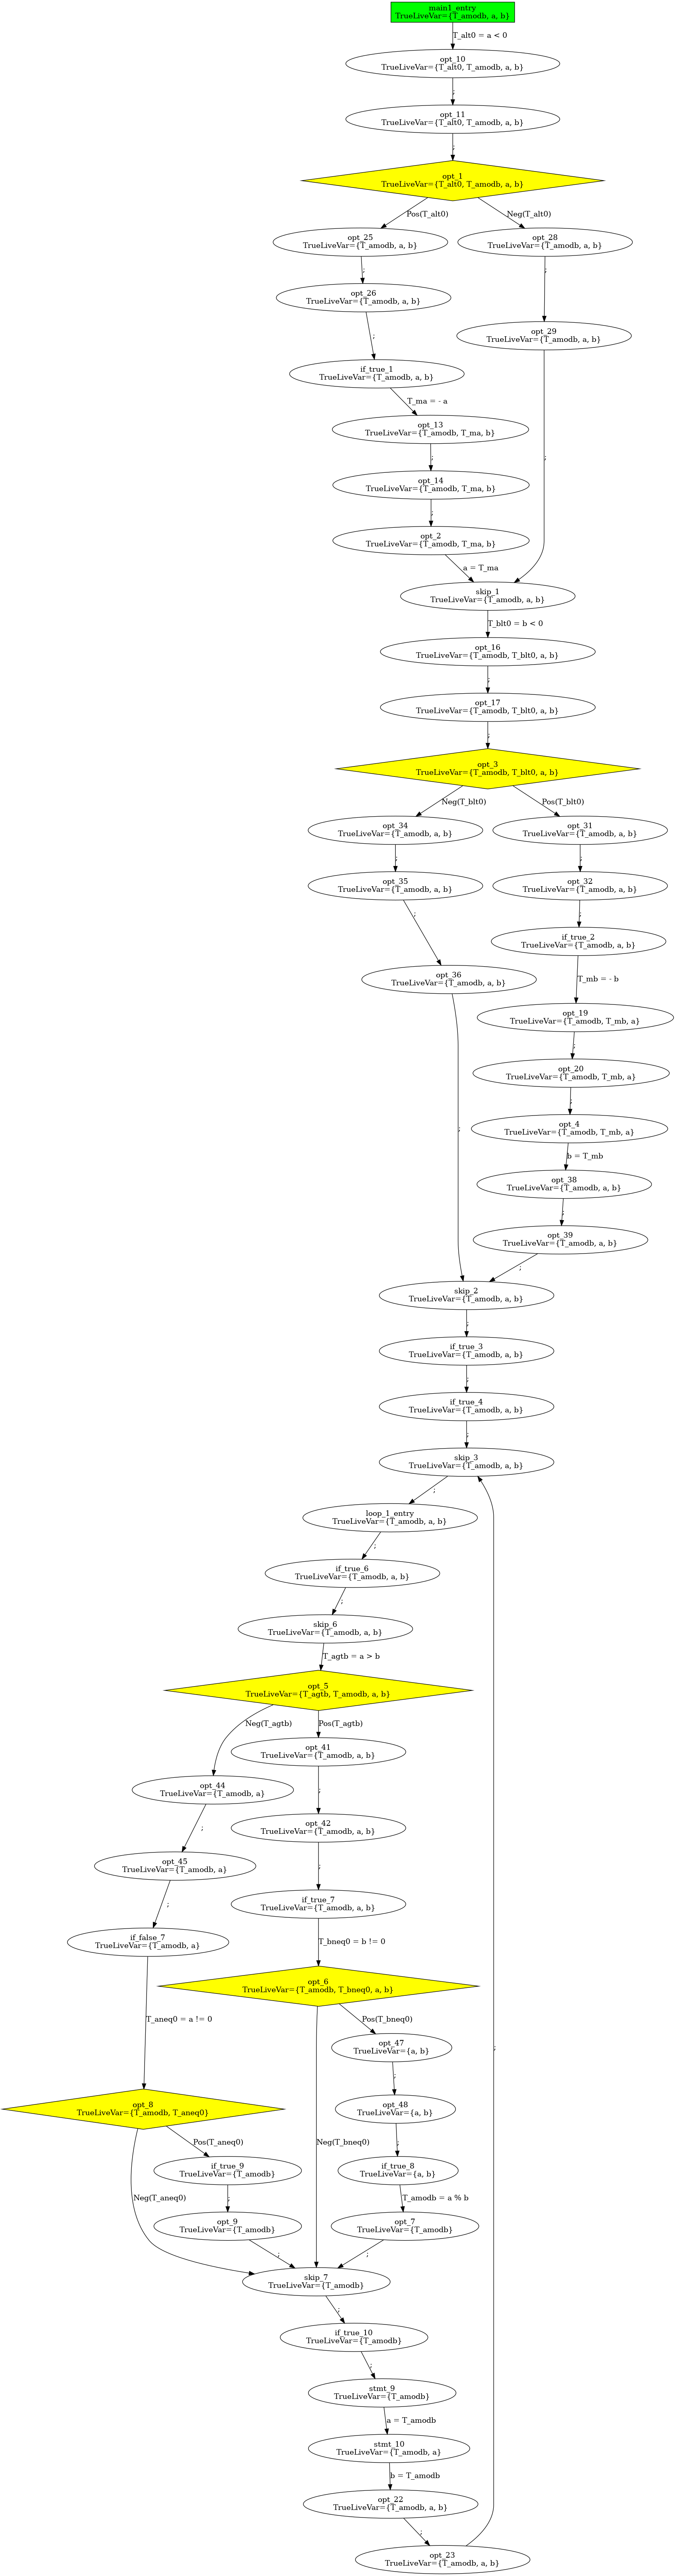 main1_entry
TrueLiveVar={T_amodb, a, b}
T_alt0 = a < 0
opt_10
TrueLiveVar={T_alt0, T_amodb, a, b}
;
opt_11
TrueLiveVar={T_alt0, T_amodb, a, b}
;
opt_1
TrueLiveVar={T_alt0, T_amodb, a, b}
Pos(T_alt0)
Neg(T_alt0)
opt_25
TrueLiveVar={T_amodb, a, b}
opt_28
TrueLiveVar={T_amodb, a, b}
;
;
opt_26
TrueLiveVar={T_amodb, a, b}
;
opt_29
TrueLiveVar={T_amodb, a, b}
if_true_1
TrueLiveVar={T_amodb, a, b}
T_ma = - a
opt_13
TrueLiveVar={T_amodb, T_ma, b}
;
;
opt_14
TrueLiveVar={T_amodb, T_ma, b}
;
opt_2
TrueLiveVar={T_amodb, T_ma, b}
a = T_ma
skip_1
TrueLiveVar={T_amodb, a, b}
T_blt0 = b < 0
opt_16
TrueLiveVar={T_amodb, T_blt0, a, b}
;
opt_17
TrueLiveVar={T_amodb, T_blt0, a, b}
;
opt_3
TrueLiveVar={T_amodb, T_blt0, a, b}
Neg(T_blt0)
Pos(T_blt0)
opt_34
TrueLiveVar={T_amodb, a, b}
opt_31
TrueLiveVar={T_amodb, a, b}
;
;
opt_35
TrueLiveVar={T_amodb, a, b}
opt_32
TrueLiveVar={T_amodb, a, b}
;
;
if_true_2
TrueLiveVar={T_amodb, a, b}
opt_36
TrueLiveVar={T_amodb, a, b}
T_mb = - b
opt_19
TrueLiveVar={T_amodb, T_mb, a}
;
opt_20
TrueLiveVar={T_amodb, T_mb, a}
;
opt_4
TrueLiveVar={T_amodb, T_mb, a}
;
b = T_mb
opt_38
TrueLiveVar={T_amodb, a, b}
;
opt_39
TrueLiveVar={T_amodb, a, b}
;
skip_2
TrueLiveVar={T_amodb, a, b}
;
if_true_3
TrueLiveVar={T_amodb, a, b}
;
if_true_4
TrueLiveVar={T_amodb, a, b}
;
skip_3
TrueLiveVar={T_amodb, a, b}
;
loop_1_entry
TrueLiveVar={T_amodb, a, b}
;
if_true_6
TrueLiveVar={T_amodb, a, b}
;
skip_6
TrueLiveVar={T_amodb, a, b}
T_agtb = a > b
opt_5
TrueLiveVar={T_agtb, T_amodb, a, b}
Neg(T_agtb)
Pos(T_agtb)
opt_41
TrueLiveVar={T_amodb, a, b}
opt_44
TrueLiveVar={T_amodb, a}
;
;
opt_42
TrueLiveVar={T_amodb, a, b}
opt_45
TrueLiveVar={T_amodb, a}
;
;
if_true_7
TrueLiveVar={T_amodb, a, b}
if_false_7
TrueLiveVar={T_amodb, a}
T_bneq0 = b != 0
opt_6
TrueLiveVar={T_amodb, T_bneq0, a, b}
T_aneq0 = a != 0
Pos(T_bneq0)
opt_47
TrueLiveVar={a, b}
;
;
opt_8
TrueLiveVar={T_amodb, T_aneq0}
opt_48
TrueLiveVar={a, b}
Pos(T_aneq0)
Neg(T_bneq0)
;
if_true_9
TrueLiveVar={T_amodb}
if_true_8
TrueLiveVar={a, b}
Neg(T_aneq0)
;
T_amodb = a % b
opt_9
TrueLiveVar={T_amodb}
opt_7
TrueLiveVar={T_amodb}
;
;
skip_7
TrueLiveVar={T_amodb}
;
if_true_10
TrueLiveVar={T_amodb}
;
stmt_9
TrueLiveVar={T_amodb}
a = T_amodb
stmt_10
TrueLiveVar={T_amodb, a}
b = T_amodb
opt_22
TrueLiveVar={T_amodb, a, b}
;
opt_23
TrueLiveVar={T_amodb, a, b}